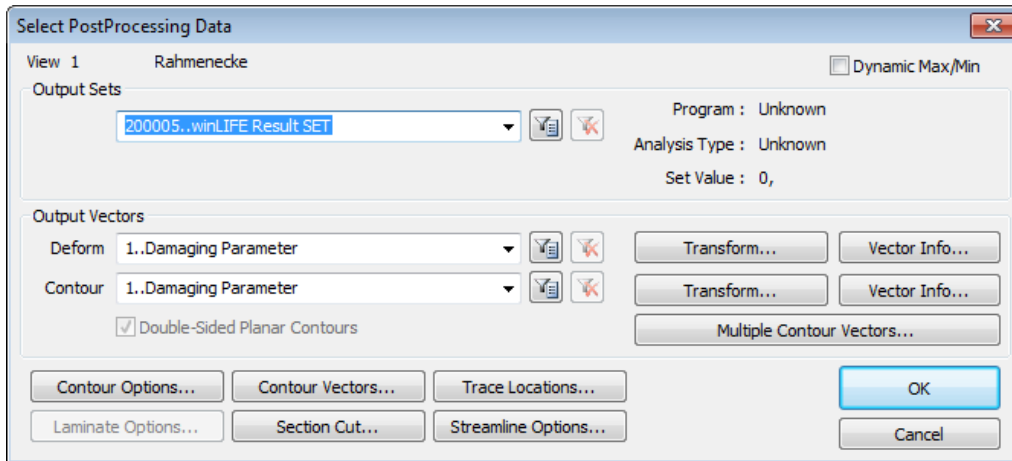 Select PostProcessing Data
View 1 Rahmenecke Dynamic Max/Min
Output Sets
200005..winLIFE Result SET
Program : Unknown
Analysis Type : Unknown
Set Value : 0,
Output Vectors
Deform 1..Damaging Parameter Transform... Vector Info...
Contour 1..Damaging Parameter Transform... Vector Info...
Double-Sided Planar Contours Multiple Contour Vectors...
Contour Options... Contour Vectors... Trace Locations... OK
Laminate Options... Section Cut... Streamline Options... Cancel